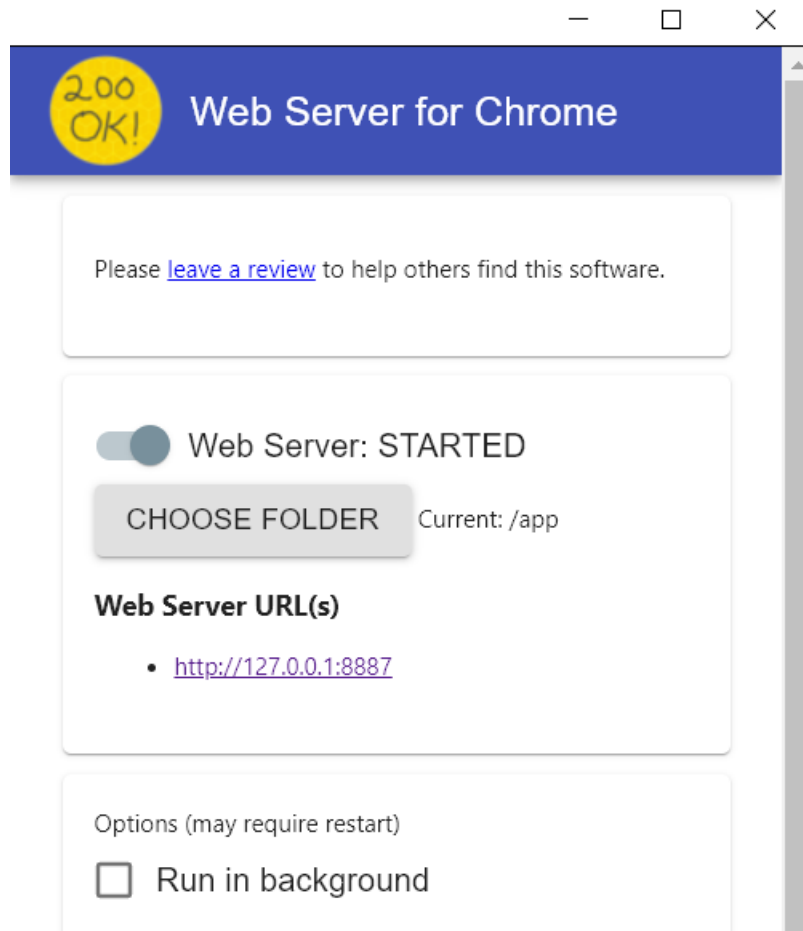 200
OK!
Web Server for Chrome
Please leave a review to help others find this software.
Web Server: STARTED
CHOOSE FOLDER Current: /app
Web Server URL(s)
• http://127.0.0.1:8887
Options (may require restart)
Run in background